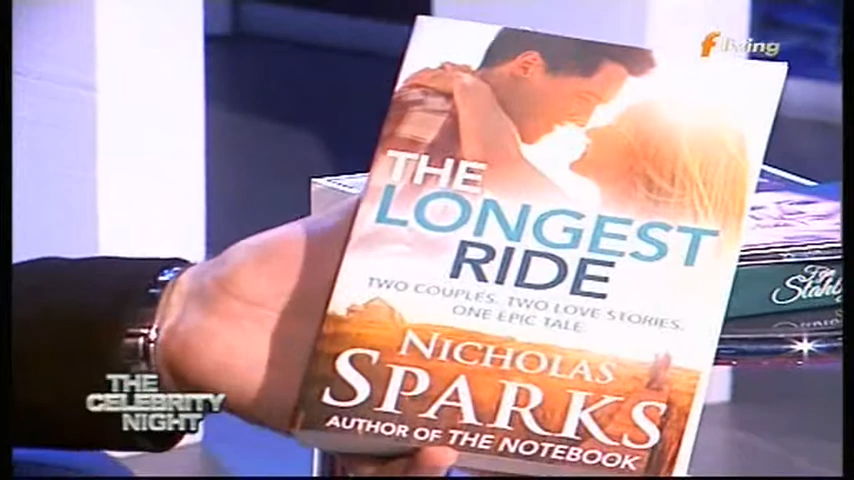 f living
THE
LONGEST
RIDE
TWO COUPLES. TWO LOVE STORIES.
ONE EPIC TALE.
NICHOLAS
SPARKS
AUTHOR OF THE NOTEBOOK
THE
CELEBRITY
NIGHT